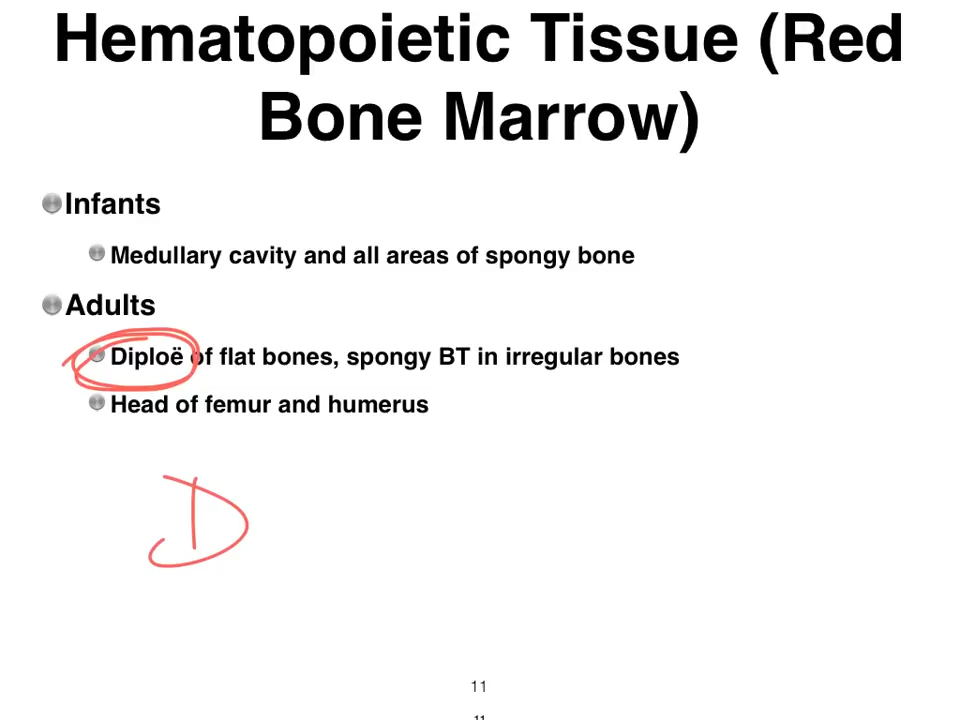 Hematopoietic Tissue (Red
Bone Marrow)
Infants
Medullary cavity and all areas of spongy bone
Adults
Diploë of flat bones, spongy BT in irregular bones
Head of femur and humerus
D
11
11